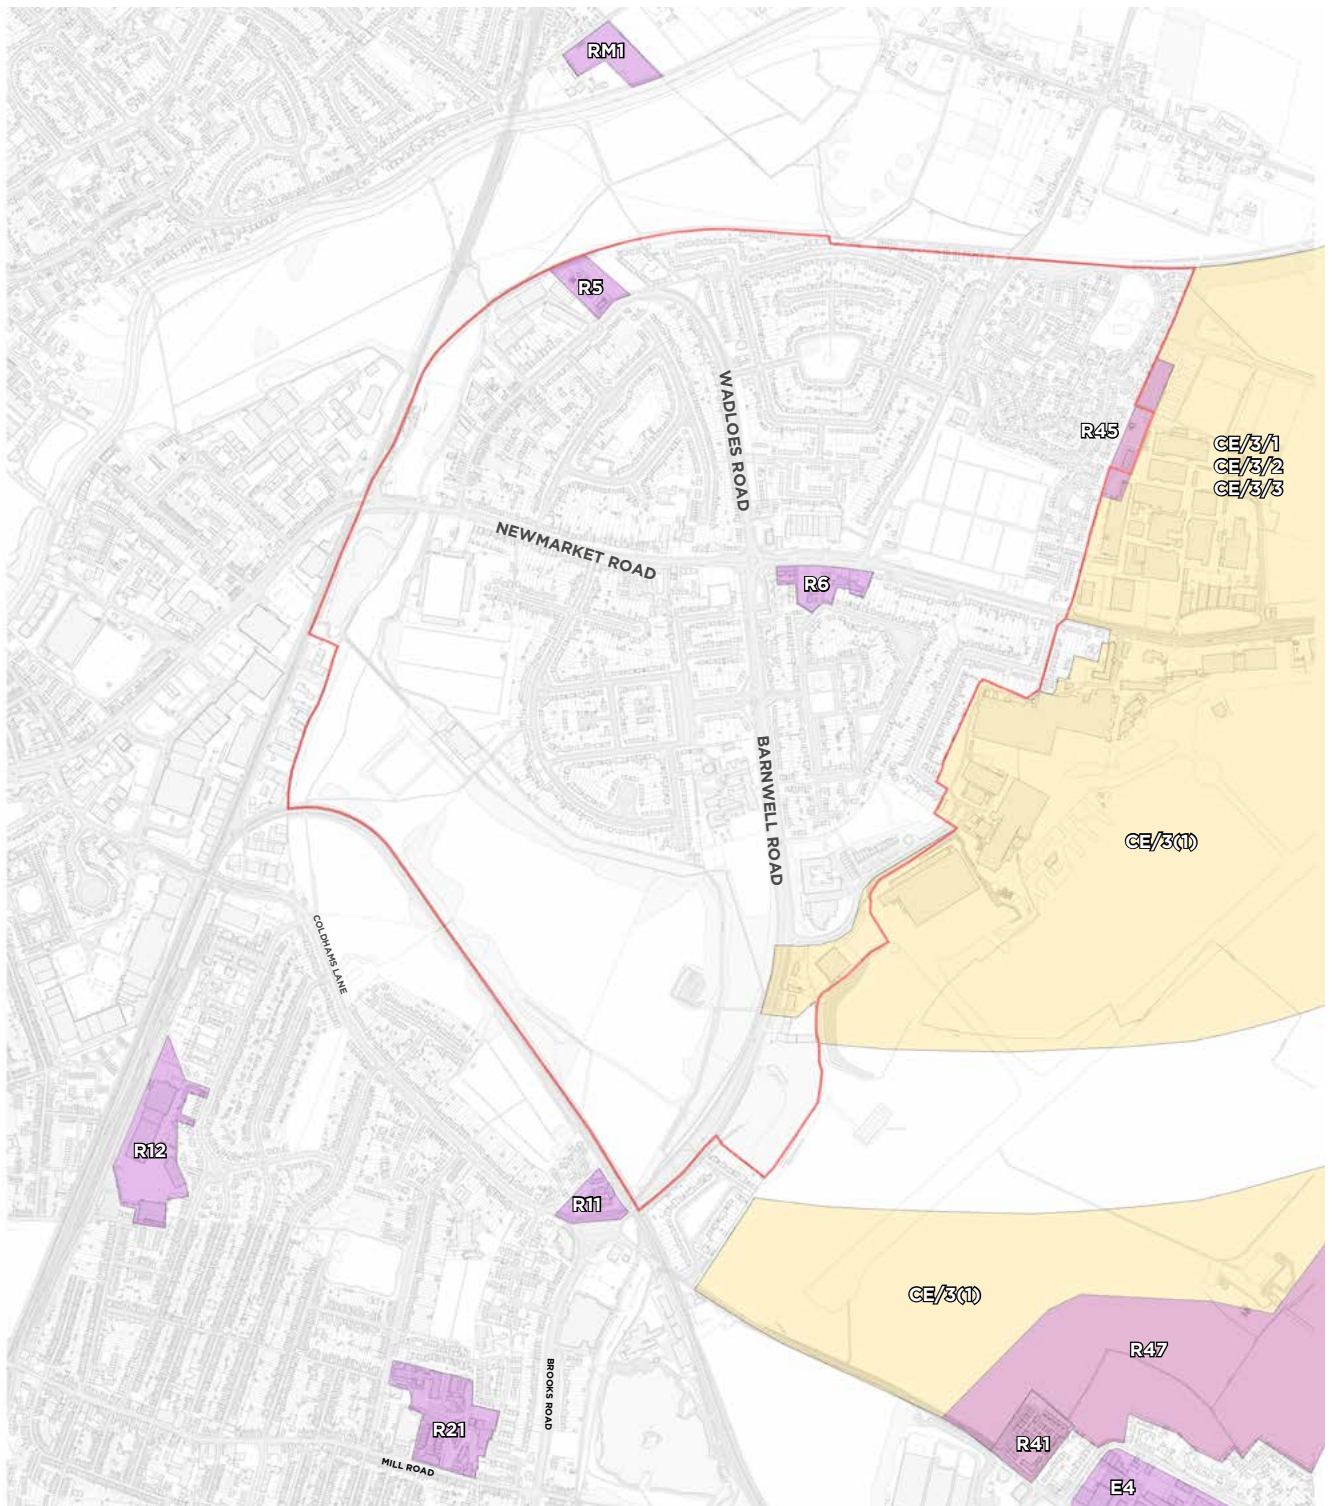 RM1
R5
WADLOES ROAD
R45
CE/3/1
CE/3/2
CE/3/3
NEWMARKET ROAD
R6
BARNWELL ROAD
CE/3(1)
COLDHAMS LANE
R12
R11
CE/3(1)
R47
BROOKS ROAD
R21
R41
MILL ROAD
E4